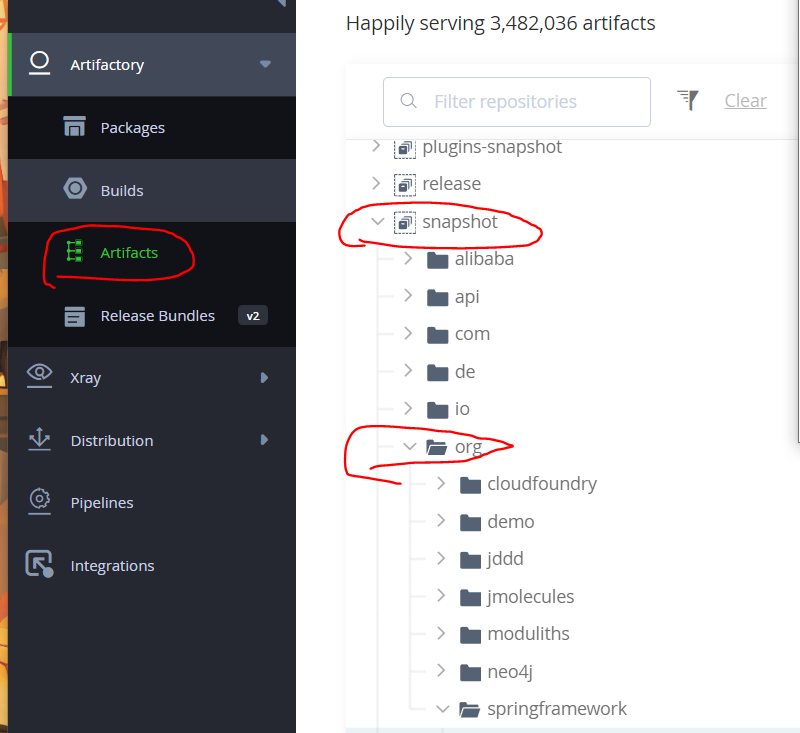 Happily serving 3,482,036 artifacts
Artifactory
Packages
Builds
Artifacts
Release Bundles v2
Xray
Distribution
Pipelines
Integrations
Filter repositories Clear
plugins-snapshot
release
snapshot
alibaba
api
com
de
io
org
cloudfoundry
demo
jddd
jmolecules
moduliths
neo4j
springframework